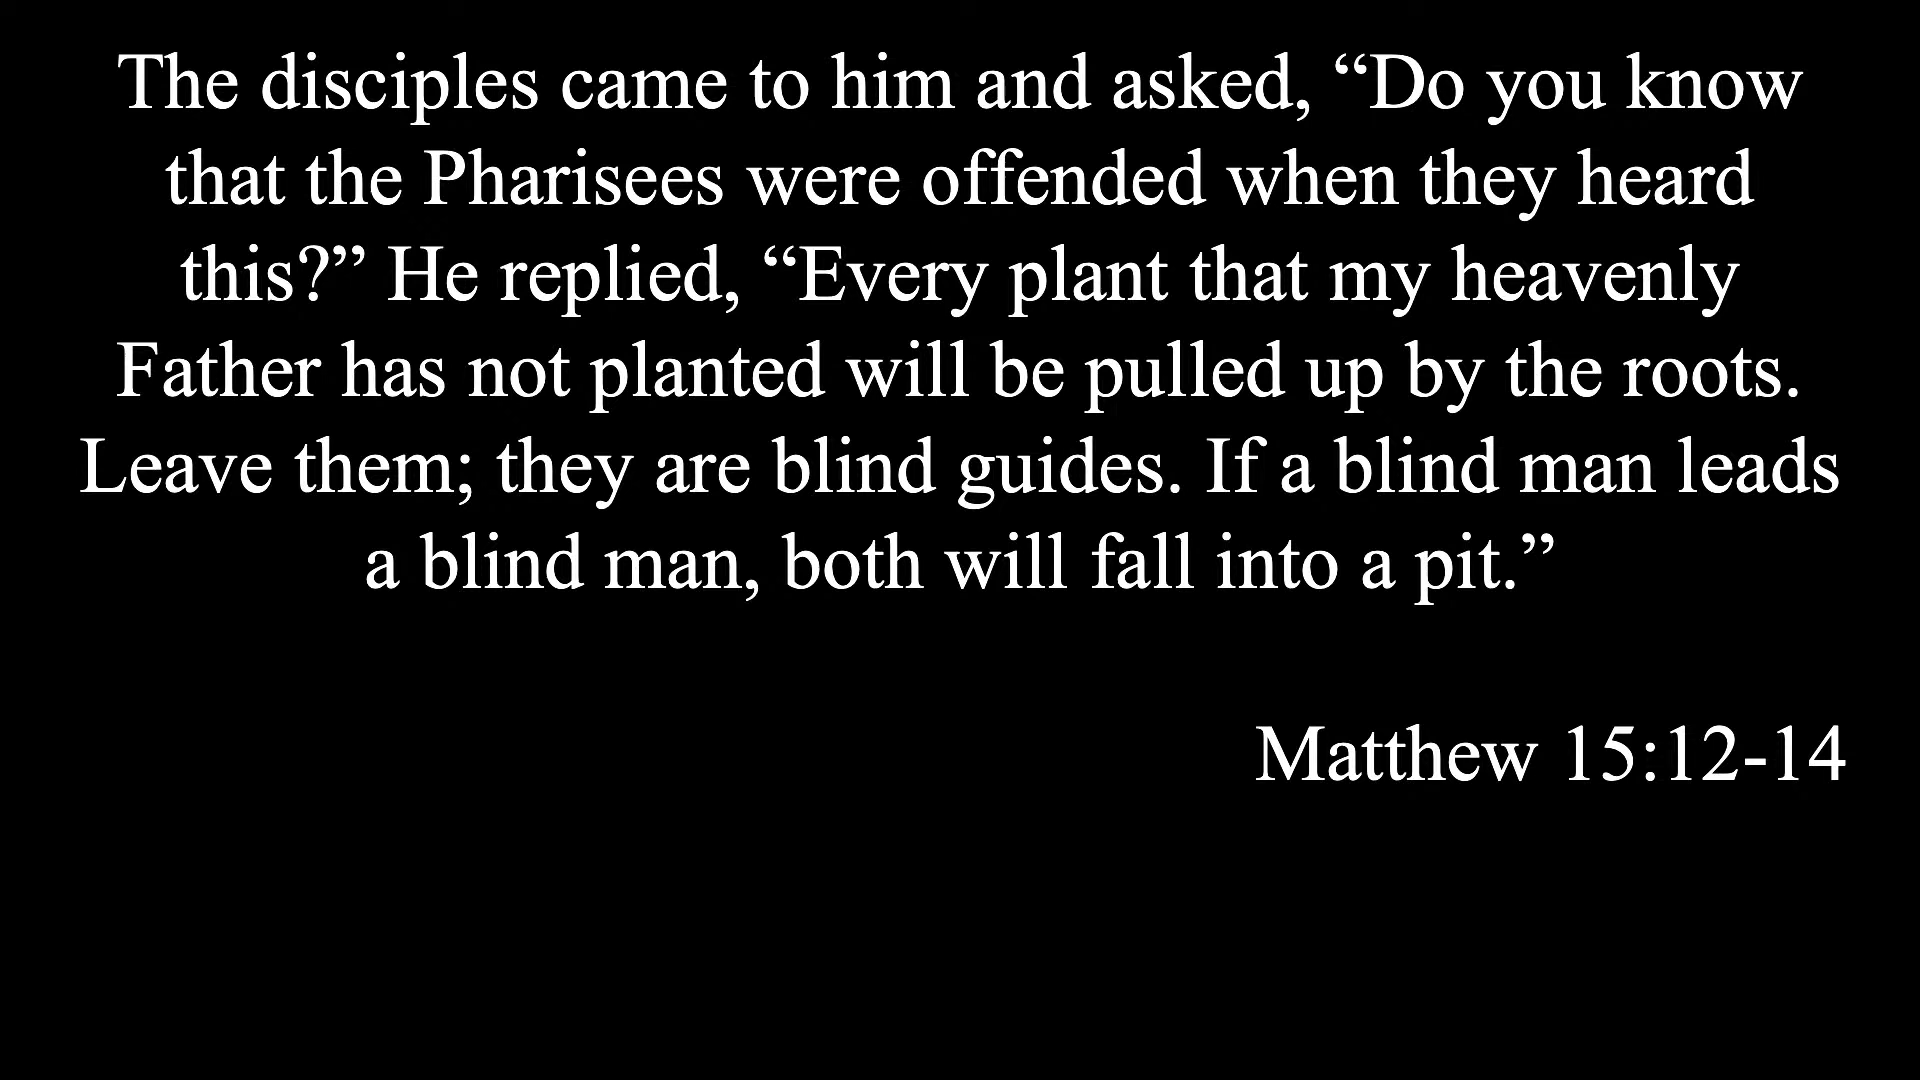 The disciples came to him and asked, “Do you know
that the Pharisees were offended when they heard
this?” He replied, “Every plant that my heavenly
Father has not planted will be pulled up by the roots.
Leave them; they are blind guides. If a blind man leads
a blind man, both will fall into a pit.”
Matthew 15:12-14